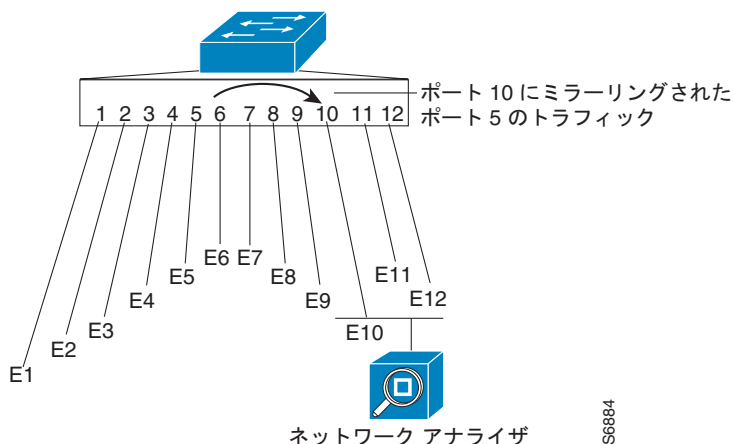 ポート 10 にミラーリングされた
ポート 5 のトラフィック
1 2 3 4 5 6 7 8 9 10 11 12
E1
E2
E3
E4
E5
E6
E7
E8
E9
E10
E11
E12
ネットワーク アナライザ
S6884